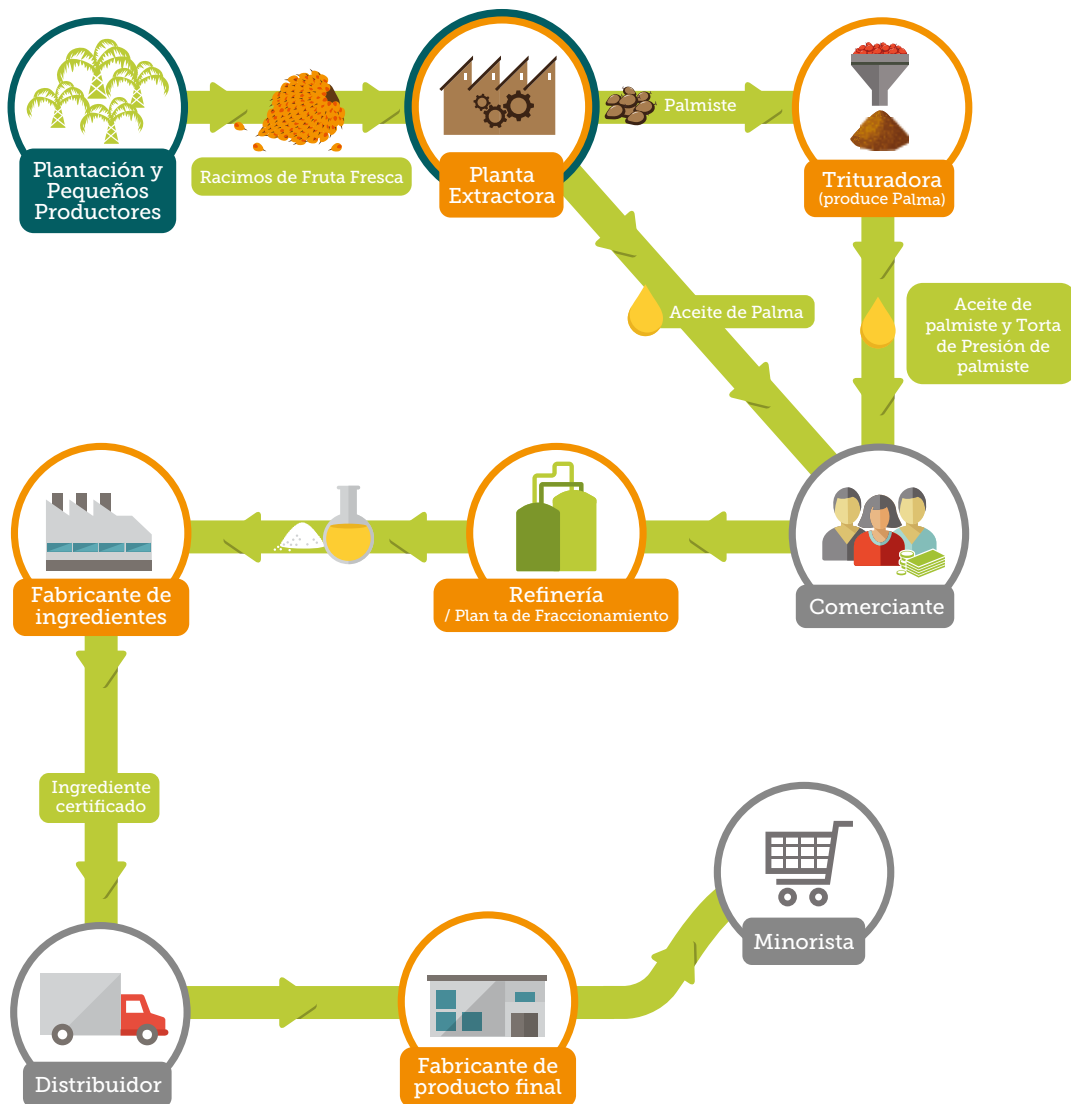 Plantación y
Pequeños
Productores
Racimos de Fruta Fresca
Planta
Extractora
Palmiste
Trituradora
(produce Palma)
Aceite de Palma
Aceite de
palmiste y Torta
de Presión de
palmiste
Fabricante de
ingredientes
Refinería
/ Plan ta de Fraccionamiento
Comerciante
Ingrediente
certificado
Minorista
Distribuidor
Fabricante de
producto final